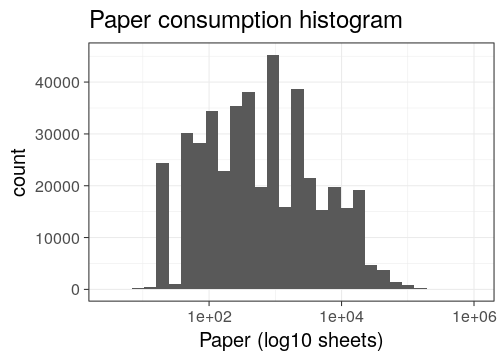 Paper consumption histogram
count
40000
30000
20000
10000
0
1e+02 1e+04 1e+06
Paper (log10 sheets)